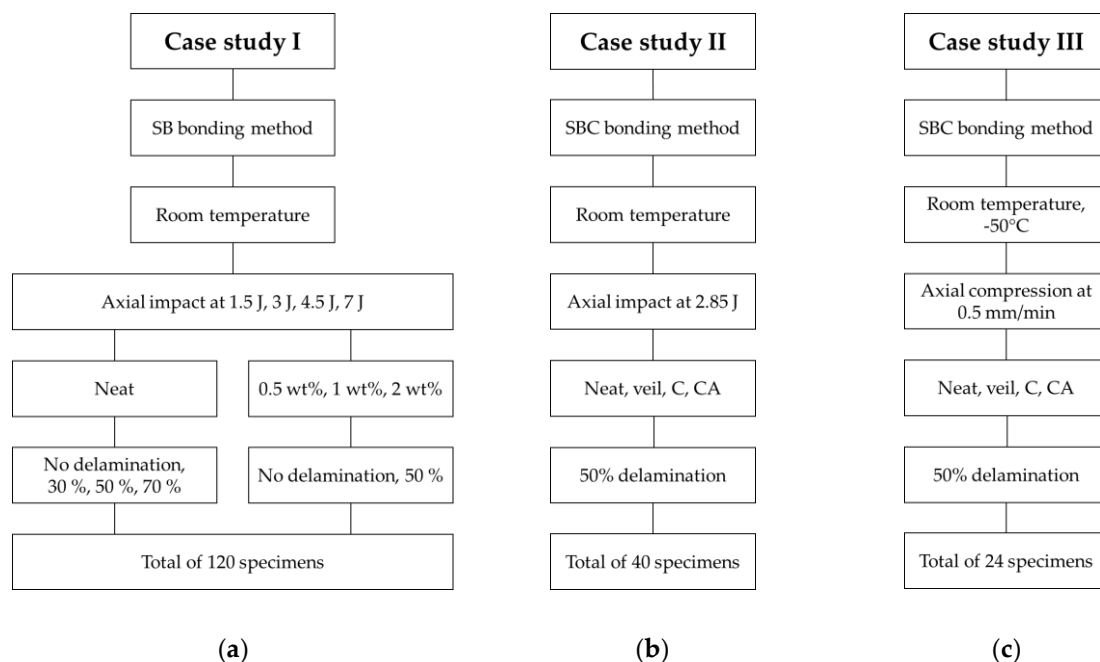 Case study I
SB bonding method
Room temperature
Axial impact at 1.5 J, 3 J, 4.5 J, 7 J
Neat
0.5 wt%, 1 wt%, 2 wt%
No delamination,
30 %, 50 %, 70 %
No delamination, 50 %
Total of 120 specimens
(a)
Case study II
SBC bonding method
Room temperature
Axial impact at 2.85 J
Neat, veil, C, CA
50% delamination
Total of 40 specimens
(b)
Case study III
SBC bonding method
Room temperature,
-50°C
Axial compression at
0.5 mm/min
Neat, veil, C, CA
50% delamination
Total of 24 specimens
(c)